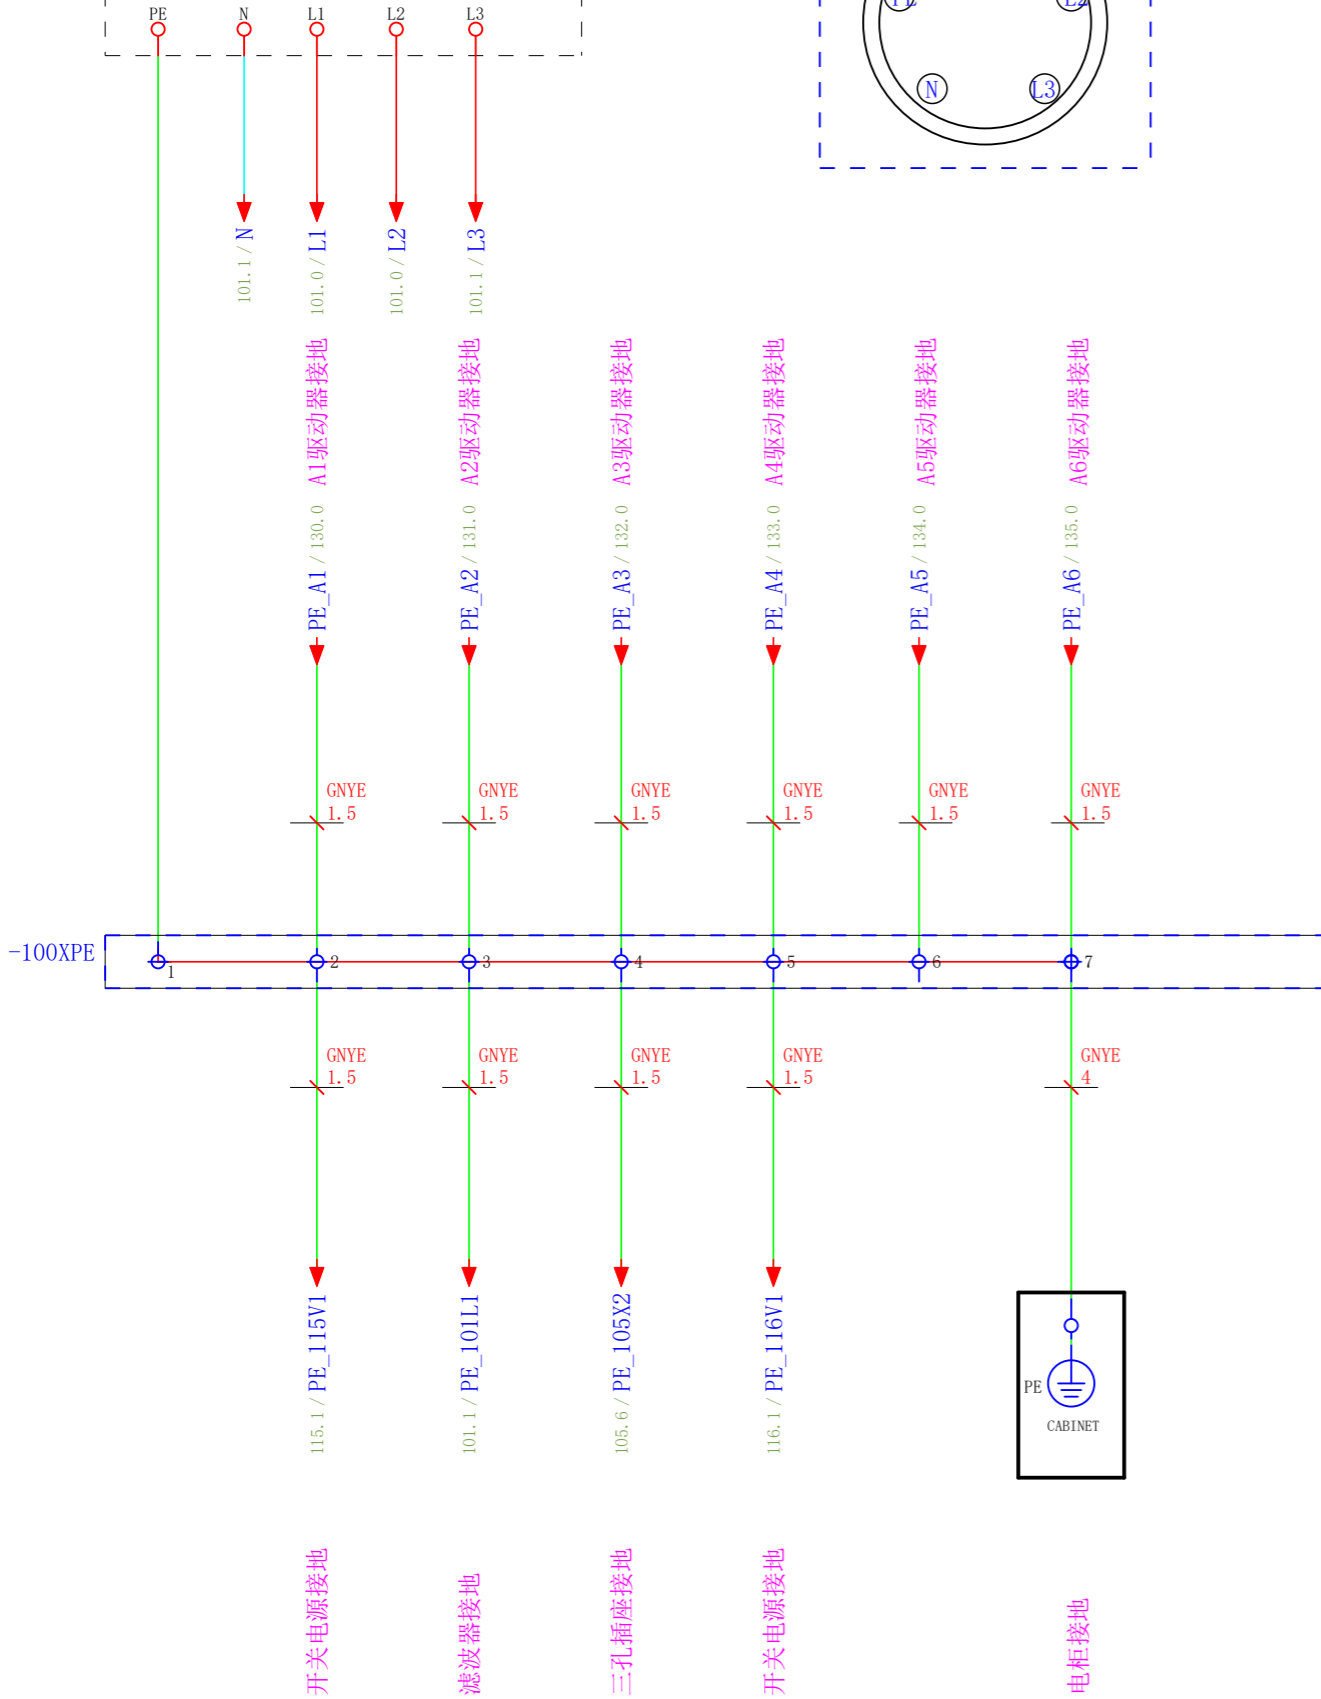 PE N L1 L2 L3
L2
N L3
101.1 / N
101.0 / L1
101.0 / L2
101.1 / L3
PE_A1 / 130.0 A1驱动器接地
PE_A2 / 131.0 A2驱动器接地
PE_A3 / 132.0 A3驱动器接地
PE_A4 / 133.0 A4驱动器接地
PE_A5 / 134.0 A5驱动器接地
PE_A6 / 135.0 A6驱动器接地
GNYE GNYE GNYE GNYE GNYE GNYE
1.5 1.5 1.5 1.5 1.5 1.5
-100XPE
1 2 3 4 5 6 7
GNYE GNYE GNYE GNYE GNYE
1.5 1.5 1.5 1.5 4
115.1 / PE_115V1
101.1 / PE_101L1
105.6 / PE_105X2
116.1 / PE_116V1
PE
CABINET
开关电源接地
滤波器接地
三孔插座接地
开关电源接地
电柜接地